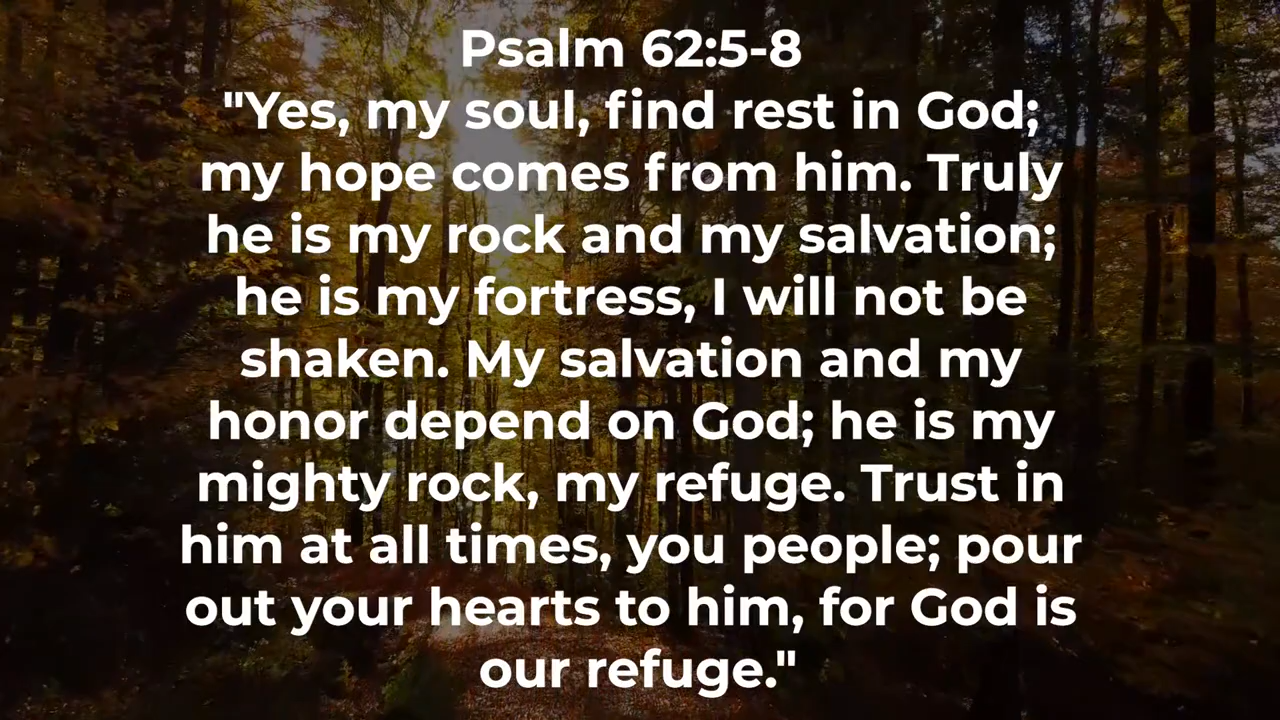 Psalm 62:5-8
"Yes, my soul, find rest in God;
my hope comes from him. Truly
he is my rock and my salvation;
he is my fortress, I will not be
shaken. My salvation and my
honor depend on God; he is my
mighty rock, my refuge. Trust in
him at all times, you people; pour
out your hearts to him, for God is
our refuge."